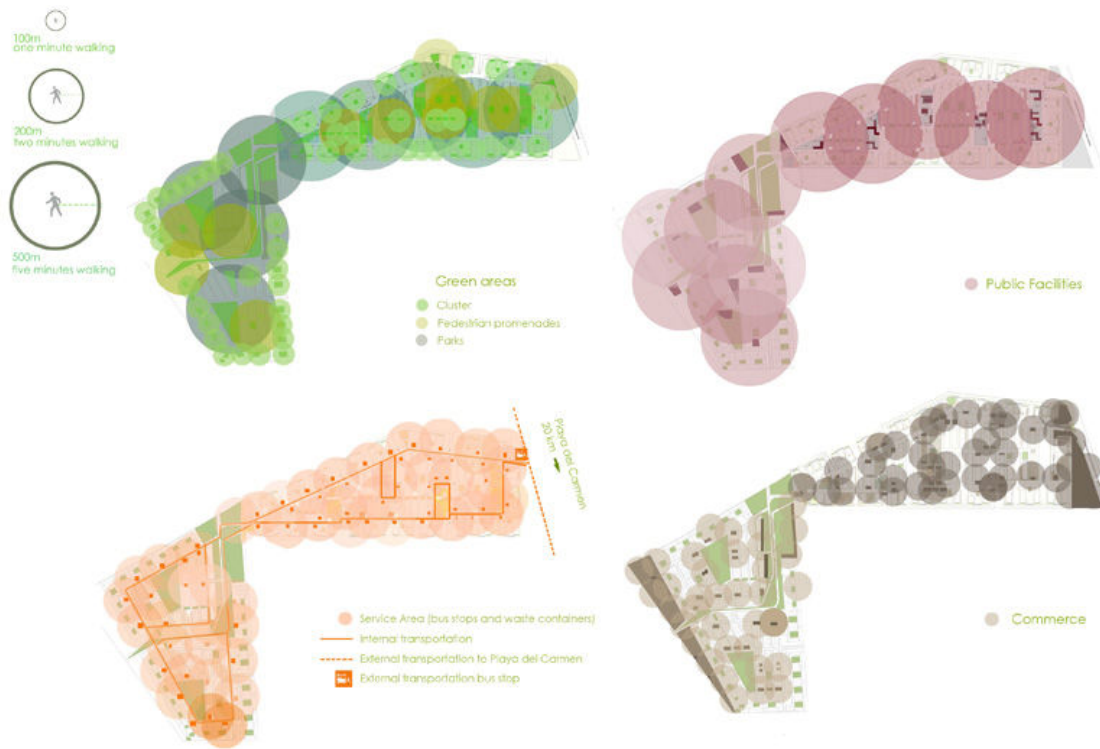 100m
one minute walking
200m
two minutes walking
500m
five minutes walking
Green areas
Cluster
Pedestrian promenades
Parks
Public Facilities
Playa del Carmen
20 km
Service Area (bus stops and waste containers)
Internal transportation
External transportation to Playa del Carmen
External transportation bus stop
Commerce